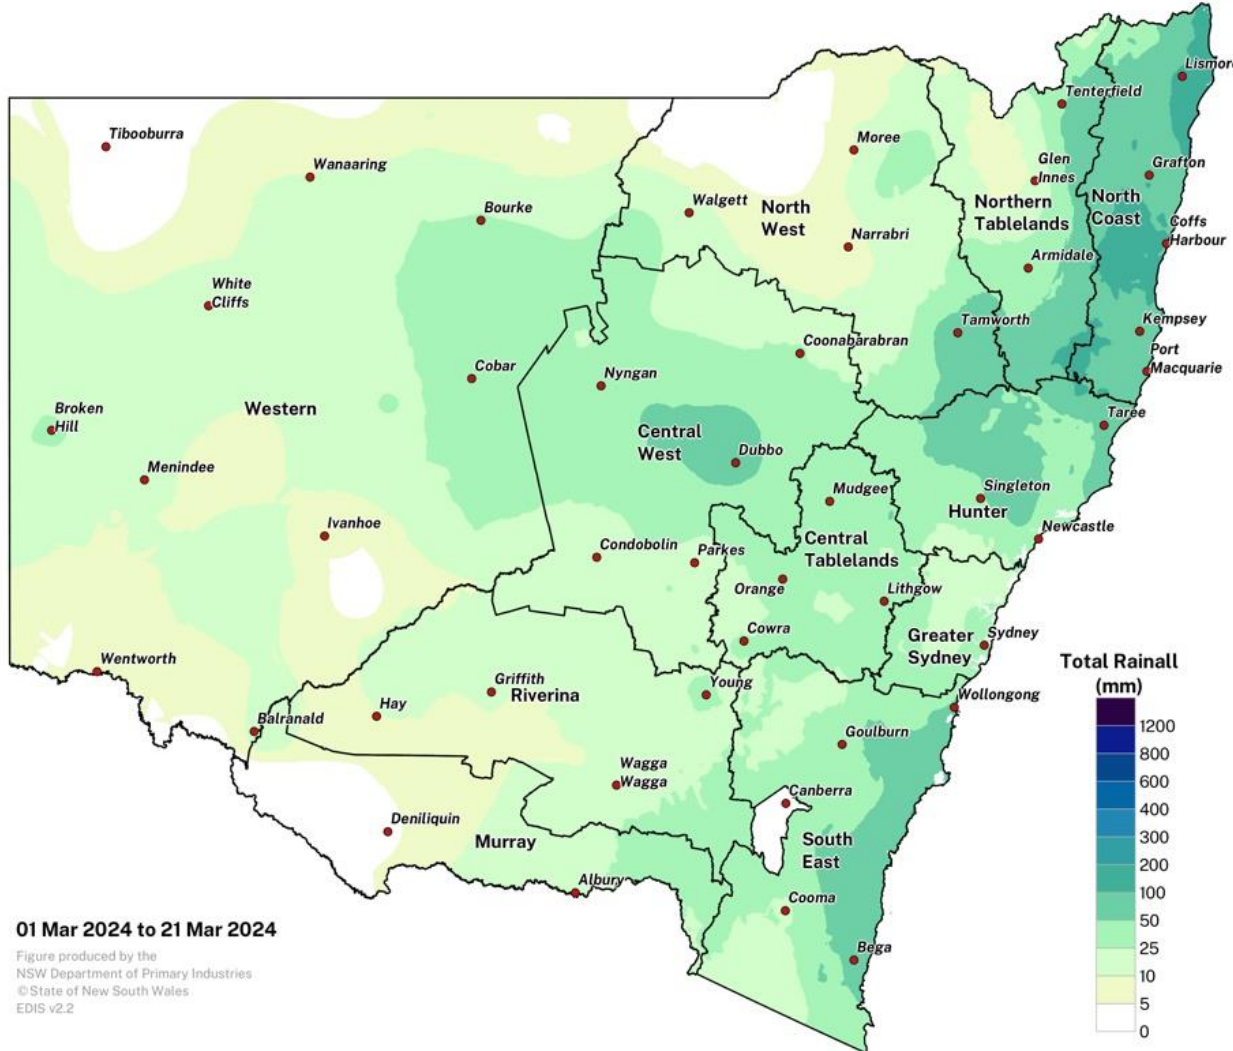 Lismore
Tenterfield
Tibooburra
Moree
Wanaaring
Glen
Innes
Grafton
North
Coast
Walgett
Northern
Tablelands
Bourke
North
West
Coffs
Harbour
Narrabri
Armidale
White
Cliffs
Tamworth
Kempsey
Coonabarabran
Port
Macquarie
Cobar
Nyngan
Broken
Hill
Western
Taree
Central
West
Dubbo
Menindee
Mudgee
Singleton
Hunter
Ivanhoe
Newcastle
Central
Tablelands
Condobolin
Parkes
Orange
Lithgow
Cowra
Greater
Sydney
Sydney
Wentworth
Total Rainall
(mm)
Griffith
Riverina
Young
Wollongong
Hay
Balranald
Goulburn
1200
800
600
400
300
200
100
50
25
10
5
0
Wagga
Wagga
Canberra
Deniliquin
Murray
South
East
Albury
Cooma
Bega
01 Mar 2024 to 21 Mar 2024
Figure produced by the
NSW Department of Primary Industries
© State of New South Wales
EDIS v2.2